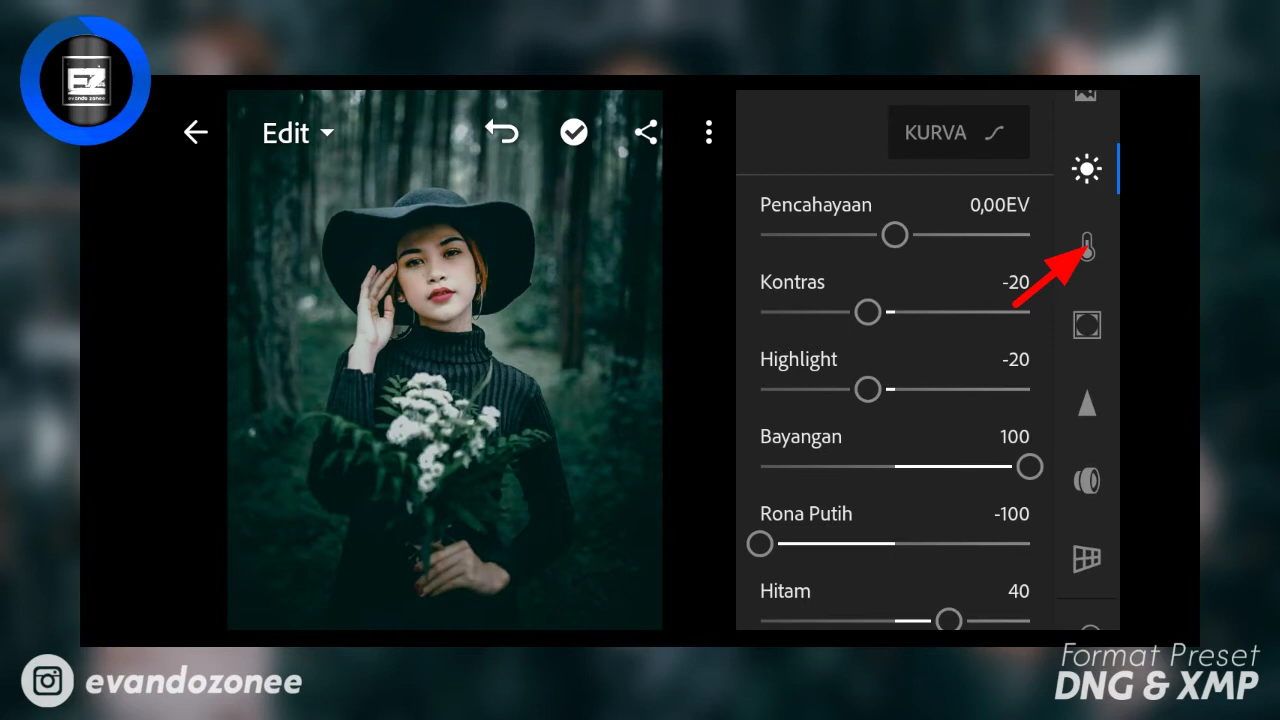 EZ
evando zonee
Edit
KURVA
Pencahayaan 0,00EV
Kontras -20
Highlight -20
Bayangan 100
Rona Putih -100
Hitam 40
evandozonee
Format Preset
DNG & XMP